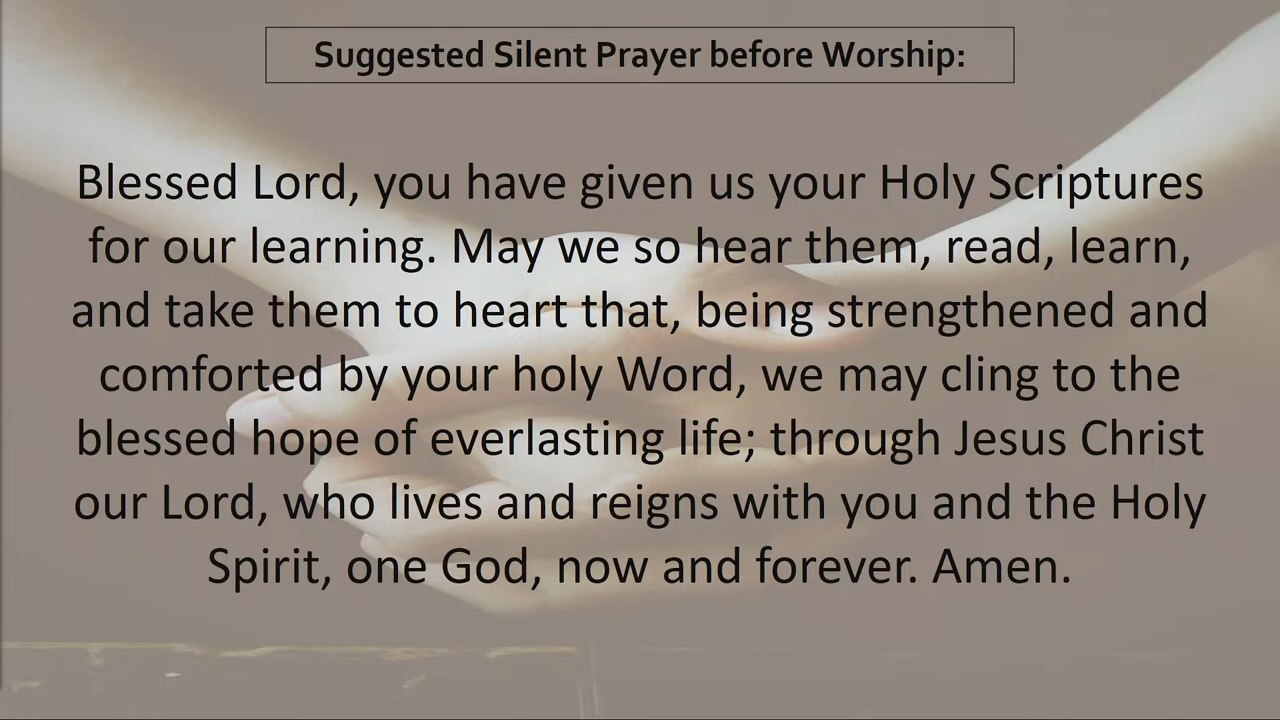 Suggested Silent Prayer before Worship:
Blessed Lord, you have given us your Holy Scriptures
for our learning. May we so hear them, read, learn,
and take them to heart that, being strengthened and
comforted by your holy Word, we may cling to the
blessed hope of everlasting life; through Jesus Christ
our Lord, who lives and reigns with you and the Holy
Spirit, one God, now and forever. Amen.